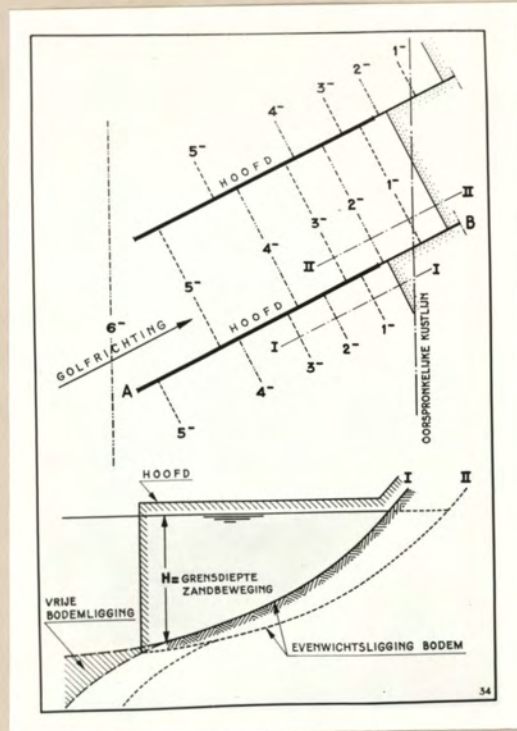 1-
2-
3-
4-
5-
HOOFD
1-
2-
3-
4-
5-
II
II
B
I
I
HOOFD
6-
GOLFRICHTING
A
1-
2-
3-
4-
5-
OORSPRONKELIJKE KUSTLIJN
HOOFD
I
II
H= GRENSDIEPTE
ZANDBEWEGING
VRIJE
BODEMLIGGING
EVENWICHTSLIGGING BODEM
34